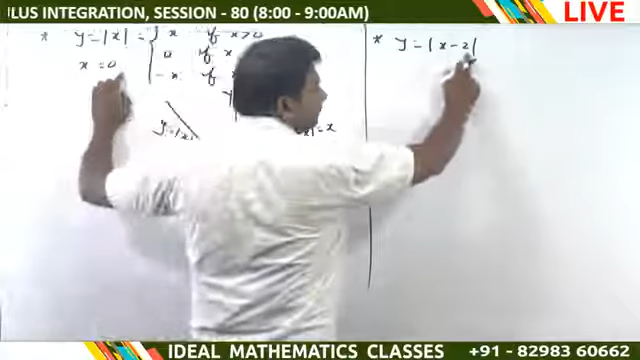 ULUS INTEGRATION, SESSION - 80 (8:00 - 9:00AM)
LIVE
* y = |x| = { x if x > 0
0 if x
- x if x
x = 0
y = |x|
= x
* y = | x - 2 |
IDEAL MATHEMATICS CLASSES +91 - 82983 60662